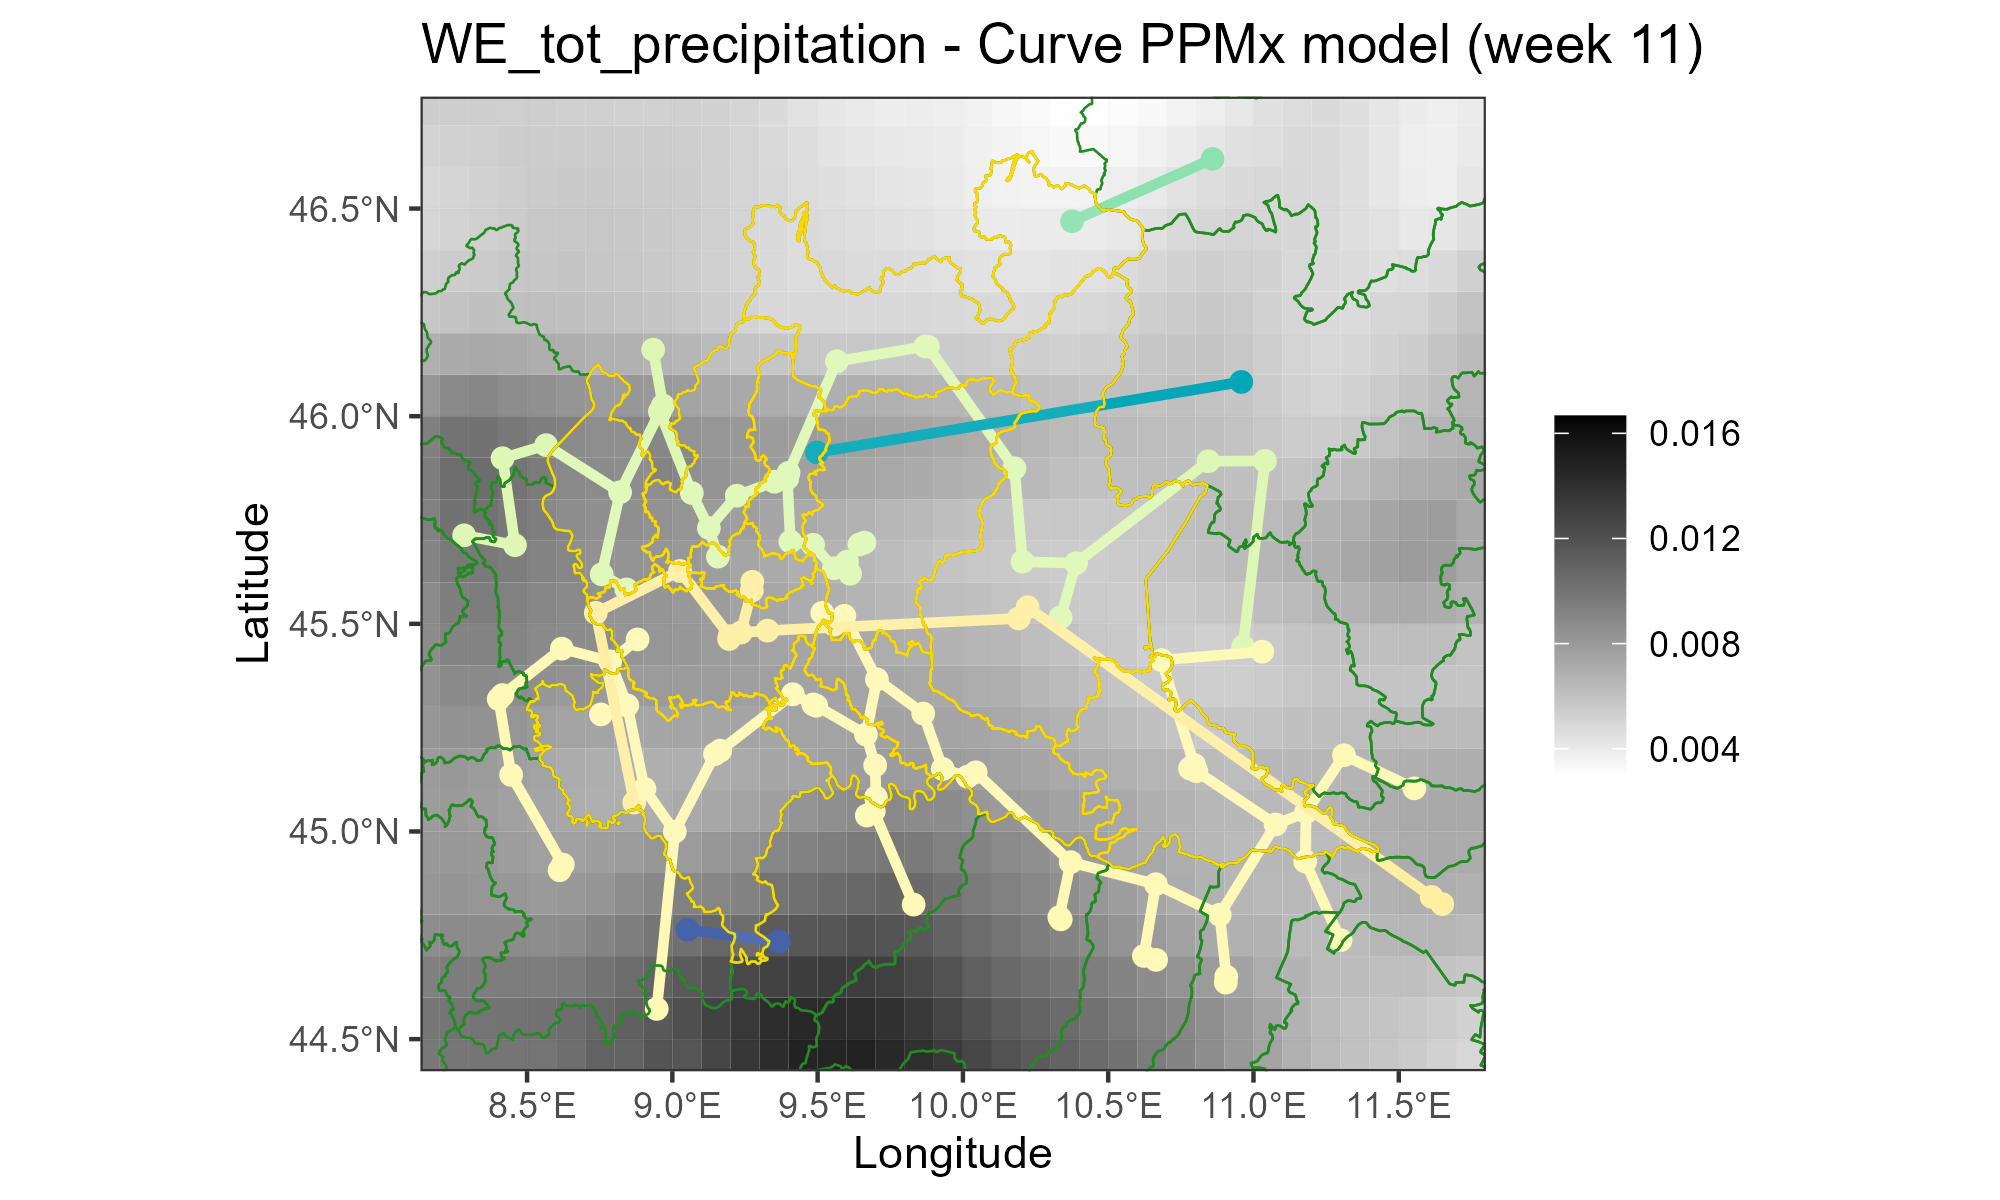 WE_tot_precipitation - Curve PPMx model (week 11)
46.5°N
46.0°N
45.5°N
45.0°N
44.5°N
Latitude
8.5°E 9.0°E 9.5°E 10.0°E 10.5°E 11.0°E 11.5°E
Longitude
0.016
0.012
0.008
0.004